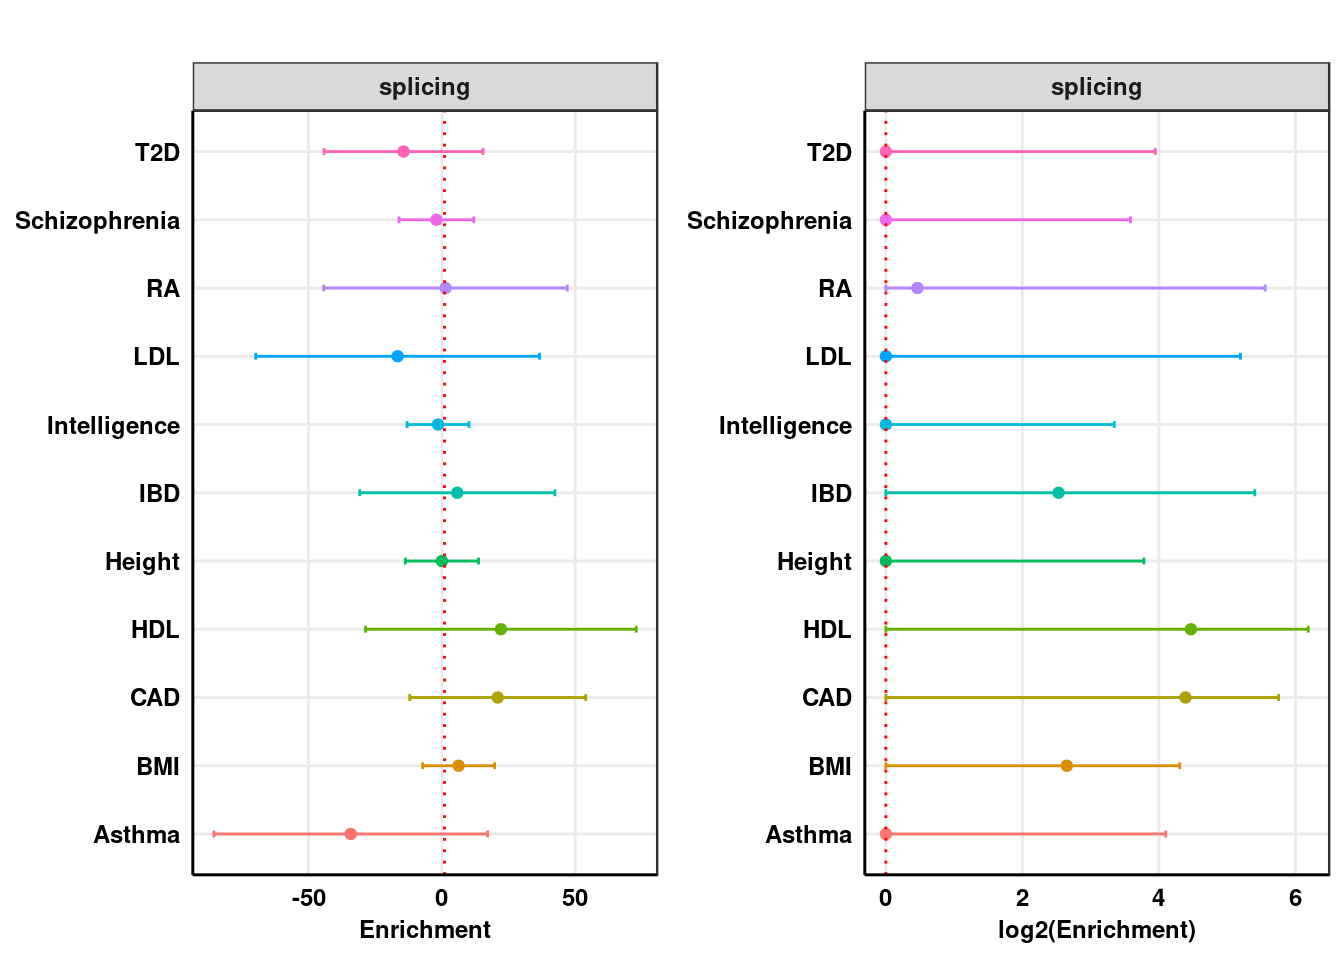 splicing
T2D
Schizophrenia
RA
LDL
Intelligence
IBD
Height
HDL
CAD
BMI
Asthma
-50 0 50
Enrichment
splicing
T2D
Schizophrenia
RA
LDL
Intelligence
IBD
Height
HDL
CAD
BMI
Asthma
0 2 4 6
log2(Enrichment)